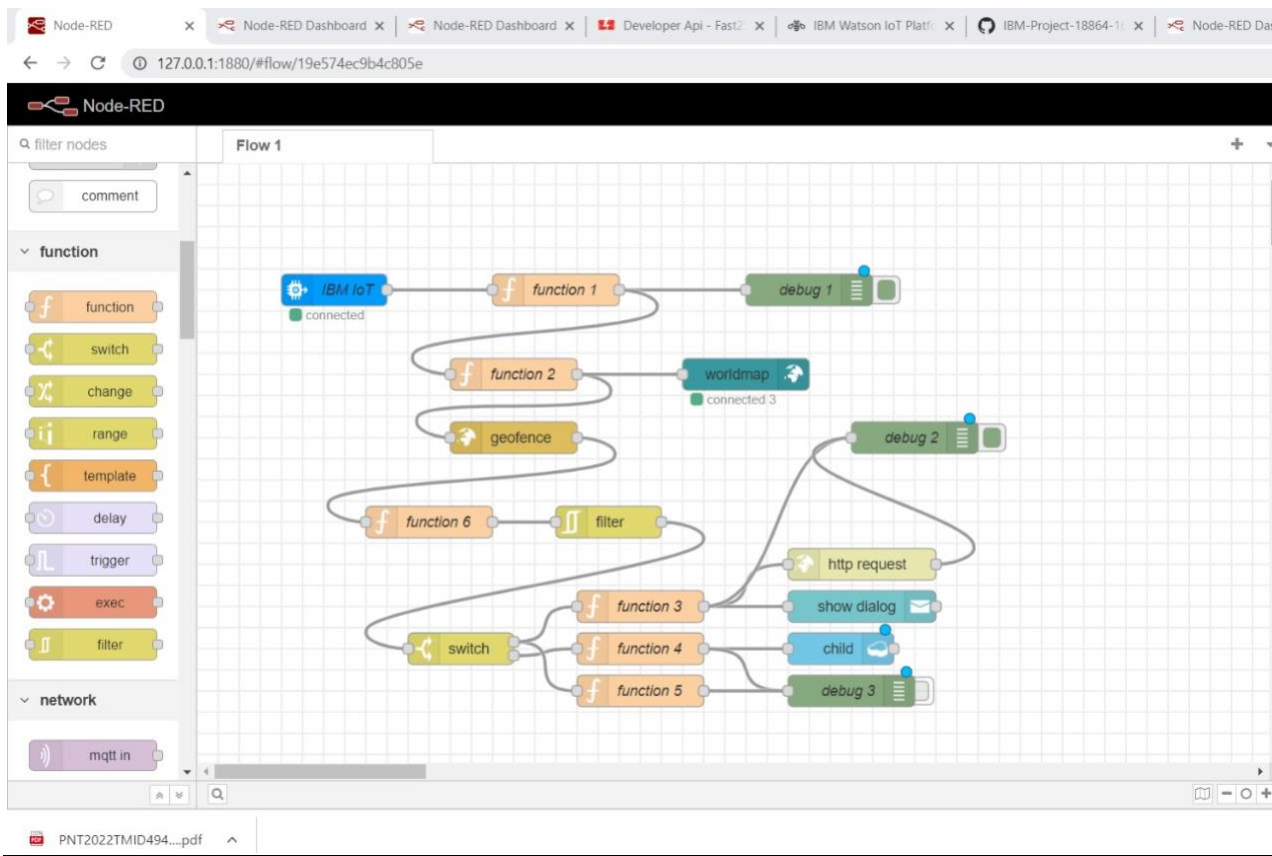 Node-RED
Node-RED Dashboard
Node-RED Dashboard
Developer Api - Fast2
IBM Watson IoT Platfo
IBM-Project-18864-16
Node-RED Das
127.0.0.1:1880/#flow/19e574ec9b4c805e
Node-RED
filter nodes
Flow 1
comment
function
function
switch
change
range
template
delay
trigger
exec
filter
network
mqtt in
IBM IoT
connected
function 1
debug 1
function 2
worldmap
connected 3
geofence
debug 2
function 6
filter
http request
function 3
show dialog
switch
function 4
child
function 5
debug 3
PNT2022TMID494....pdf